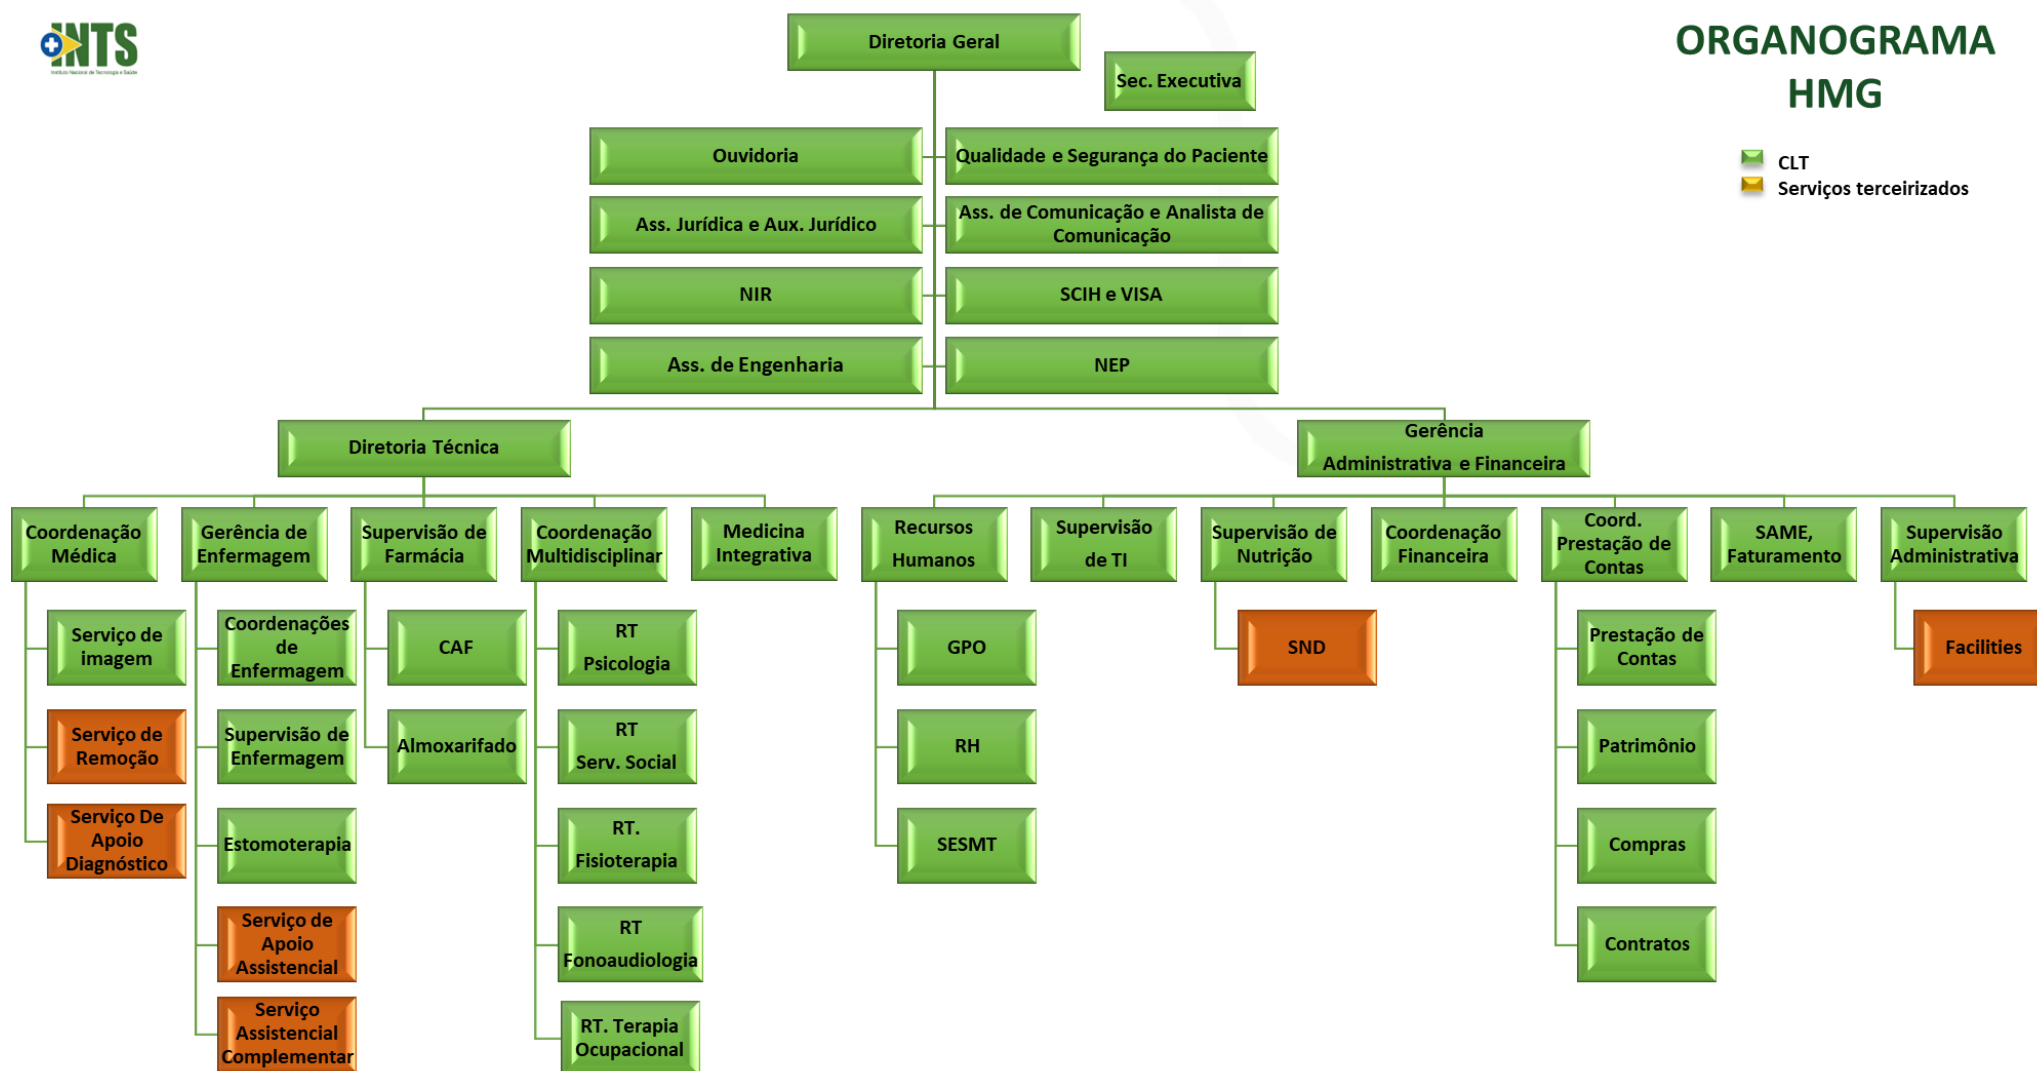 INTS
Instituto Nacional de Tecnologia e Saúde
ORGANOGRAMA
HMG
CLT
Serviços terceirizados
Diretoria Geral
Sec. Executiva
Ouvidoria
Qualidade e Segurança do Paciente
Ass. Jurídica e Aux. Jurídico
Ass. de Comunicação e Analista de
Comunicação
NIR
SCIH e VISA
Ass. de Engenharia
NEP
Diretoria Técnica
Gerência
Administrativa e Financeira
Coordenação
Médica
Gerência de
Enfermagem
Supervisão de
Farmácia
Coordenação
Multidisciplinar
Medicina
Integrativa
Recursos
Humanos
Supervisão
de TI
Supervisão de
Nutrição
Coordenação
Financeira
Coord.
Prestação de
Contas
SAME,
Faturamento
Supervisão
Administrativa
Serviço de
imagem
Serviço de
Remoção
Serviço De
Apoio
Diagnóstico
Coordenações
de
Enfermagem
Supervisão de
Enfermagem
Estomoterapia
Serviço de
Apoio
Assistencial
Serviço
Assistencial
Complementar
CAF
Almoxarifado
RT
Psicologia
RT
Serv. Social
RT.
Fisioterapia
RT
Fonoaudiologia
RT. Terapia
Ocupacional
GPO
RH
SESMT
SND
Prestação de
Contas
Patrimônio
Compras
Contratos
Facilities